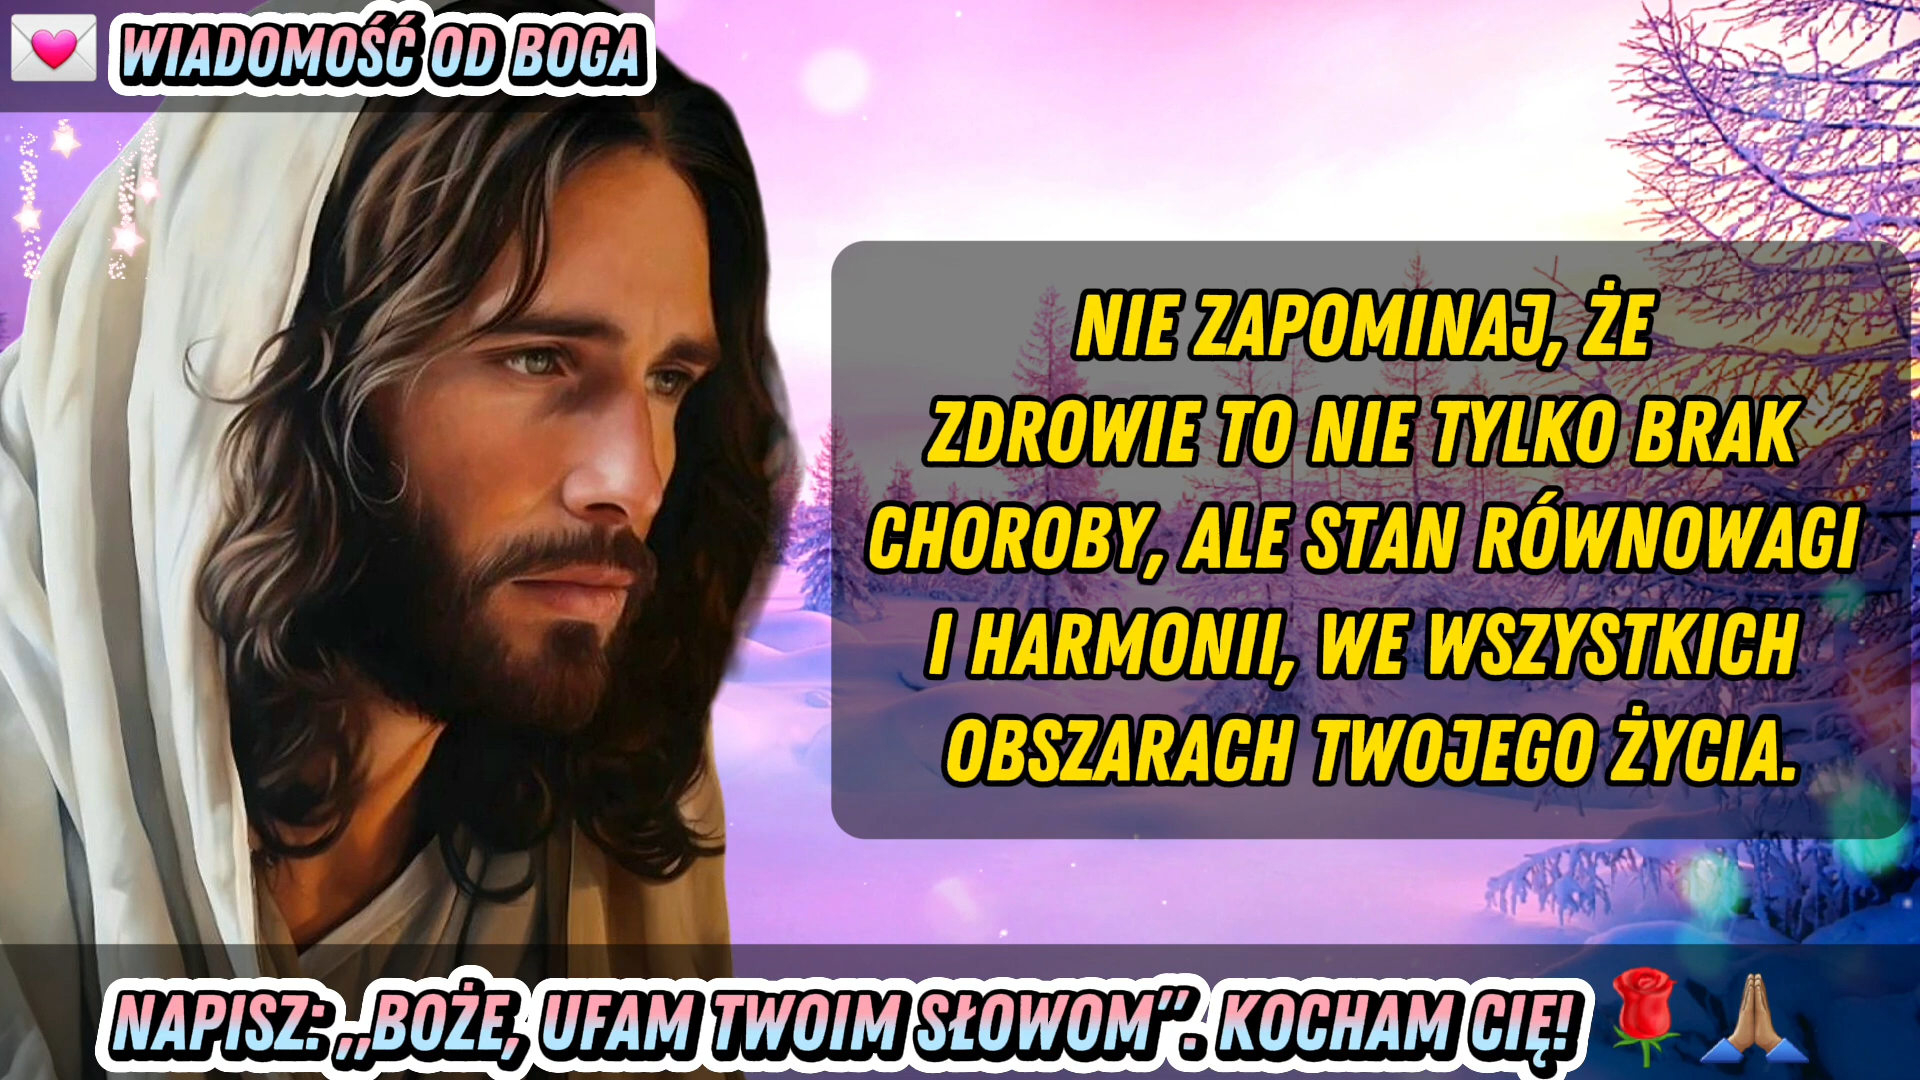 WIADOMOŚĆ OD BOGA
NIE ZAPOMINAJ, ŻE
ZDROWIE TO NIE TYLKO BRAK
CHOROBY, ALE STAN RÓWNOWAGI
I HARMONII, WE WSZYSTKICH
OBSZARACH TWOJEGO ŻYCIA.
NAPISZ: ,,BOŻE, UFAM TWOIM SŁOWOM". KOCHAM CIĘ!